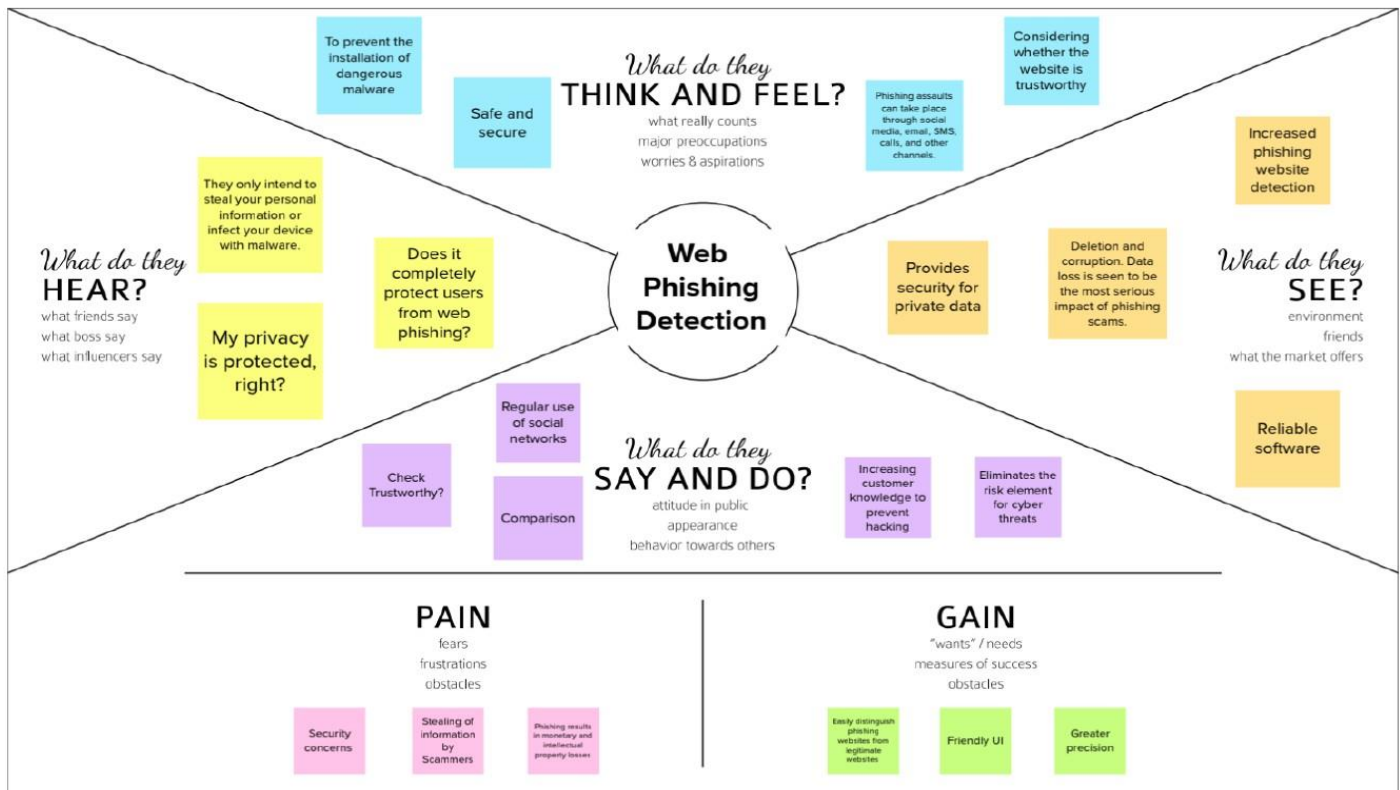 To prevent the
installation of
dangerous
malware
Safe and
secure
What do they
THINK AND FEEL?
what really counts
major preoccupations
worries & aspirations
Phishing assaults
can take place
through social
media, email, SMS,
calls, and other
channels.
Considering
whether the
website is
trustworthy
What do they
HEAR?
what friends say
what boss say
what influencers say
They only intend to
steal your personal
information or
infect your device
with malware.
My privacy
is protected,
right?
Does it
completely
protect users
from web
phishing?
Web
Phishing
Detection
Provides
security for
private data
Deletion and
corruption. Data
loss is seen to be
the most serious
impact of phishing
scams.
Increased
phishing
website
detection
What do they
SEE?
environment
friends
what the market offers
Reliable
software
Check
Trustworthy?
Regular use
of social
networks
Comparison
What do they
SAY AND DO?
attitude in public
appearance
behavior towards others
Increasing
customer
knowledge to
prevent
hacking
Eliminates the
risk element
for cyber
threats
PAIN
fears
frustrations
obstacles
Security
concerns
Stealing of
information
by
Scammers
Phishing results
in monetary and
intellectual
property losses
GAIN
"wants" / needs
measures of success
obstacles
Easily distinguish
phishing
websites from
legitimate
websites
Friendly UI
Greater
precision